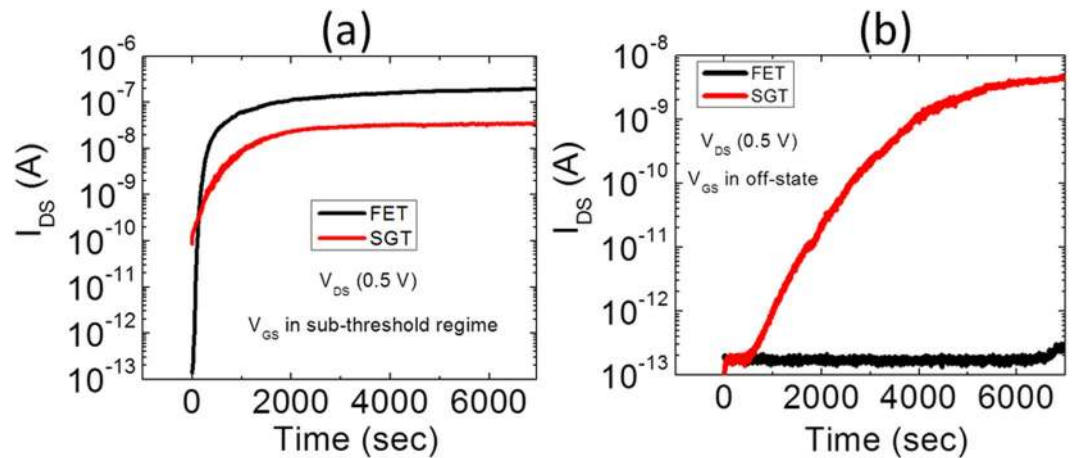 (a)
I_DS (A)
10^-6
10^-7
10^-8
10^-9
10^-10
10^-11
10^-12
10^-13
FET
SGT
V_DS (0.5 V)
V_GS in sub-threshold regime
0 2000 4000 6000
Time (sec)
(b)
I_DS (A)
10^-8
10^-9
10^-10
10^-11
10^-12
10^-13
FET
SGT
V_DS (0.5 V)
V_GS in off-state
0 2000 4000 6000
Time (sec)